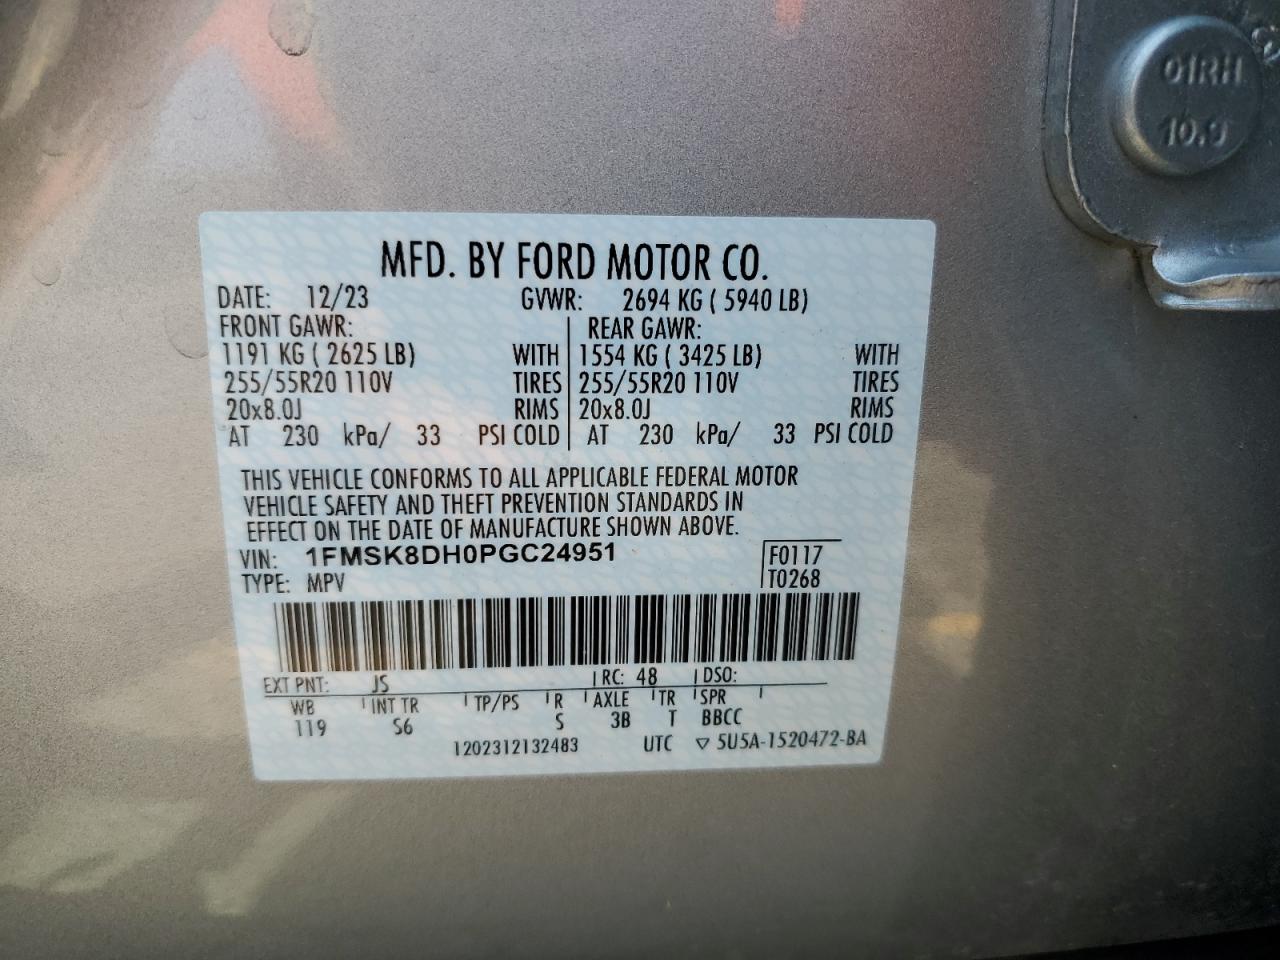 01RH
10.9
MFD. BY FORD MOTOR CO.
DATE: 12/23 GVWR: 2694 KG ( 5940 LB)
FRONT GAWR: REAR GAWR:
1191 KG ( 2625 LB) WITH 1554 KG ( 3425 LB) WITH
255/55R20 110V TIRES 255/55R20 110V TIRES
20x8.0J RIMS 20x8.0J RIMS
AT 230 kPa/ 33 PSI COLD AT 230 kPa/ 33 PSI COLD
THIS VEHICLE CONFORMS TO ALL APPLICABLE FEDERAL MOTOR
VEHICLE SAFETY AND THEFT PREVENTION STANDARDS IN
EFFECT ON THE DATE OF MANUFACTURE SHOWN ABOVE.
VIN: 1FMSK8DH0PGC24951 F0117
TYPE: MPV T0268
EXT PNT: JS RC: 48 DSO:
WB INT TR TP/PS R AXLE TR SPR
119 S6 S 3B T BBCC
1202312132483 UTC ▽ 5U5A-1520472-BA